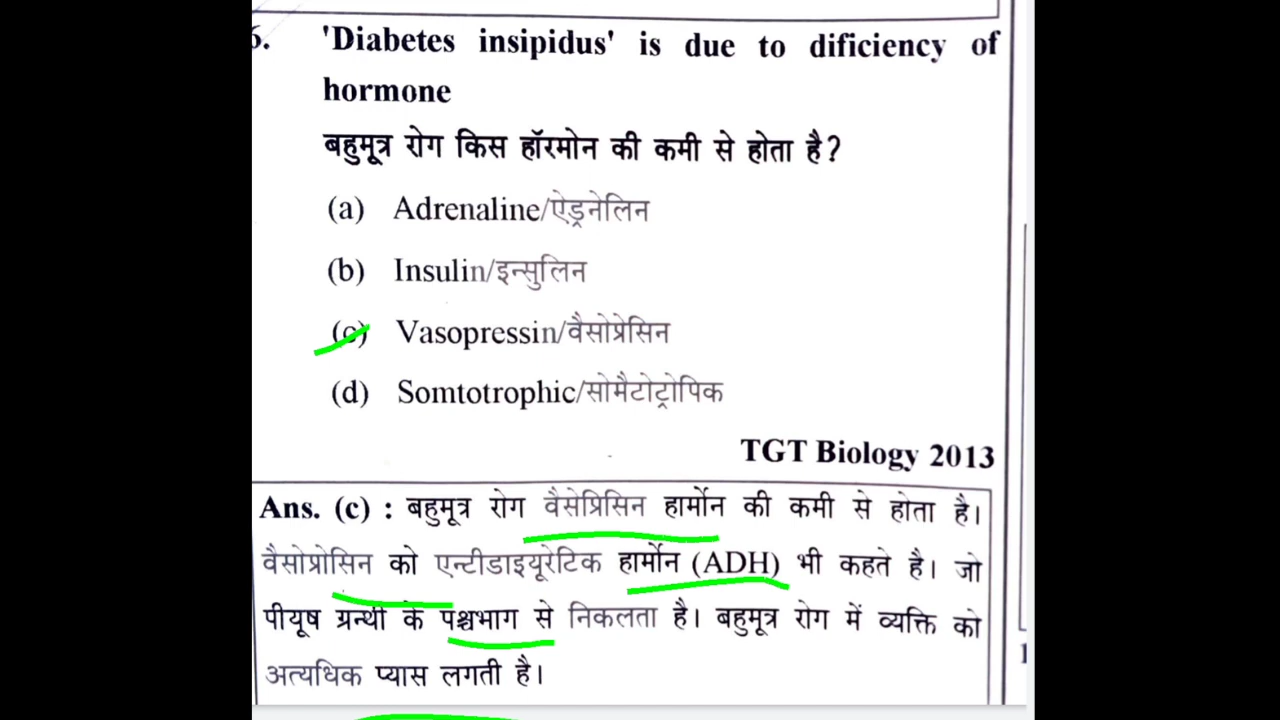 6. 'Diabetes insipidus' is due to dificiency of
hormone
बहुमूत्र रोग किस हॉरमोन की कमी से होता है?
(a) Adrenaline/ऐड्रनेलिन
(b) Insulin/इन्सुलिन
(c) Vasopressin/वैसोप्रेसिन
(d) Somtotrophic/सोमैटोट्रोपिक
TGT Biology 2013
Ans. (c) : बहुमूत्र रोग वैसेप्रिसिन हार्मोन की कमी से होता है।
वैसोप्रोसिन को एन्टीडाइयूरेटिक हार्मोन (ADH) भी कहते है। जो
पीयूष ग्रन्थी के पश्चभाग से निकलता है। बहुमूत्र रोग में व्यक्ति को
अत्यधिक प्यास लगती है।